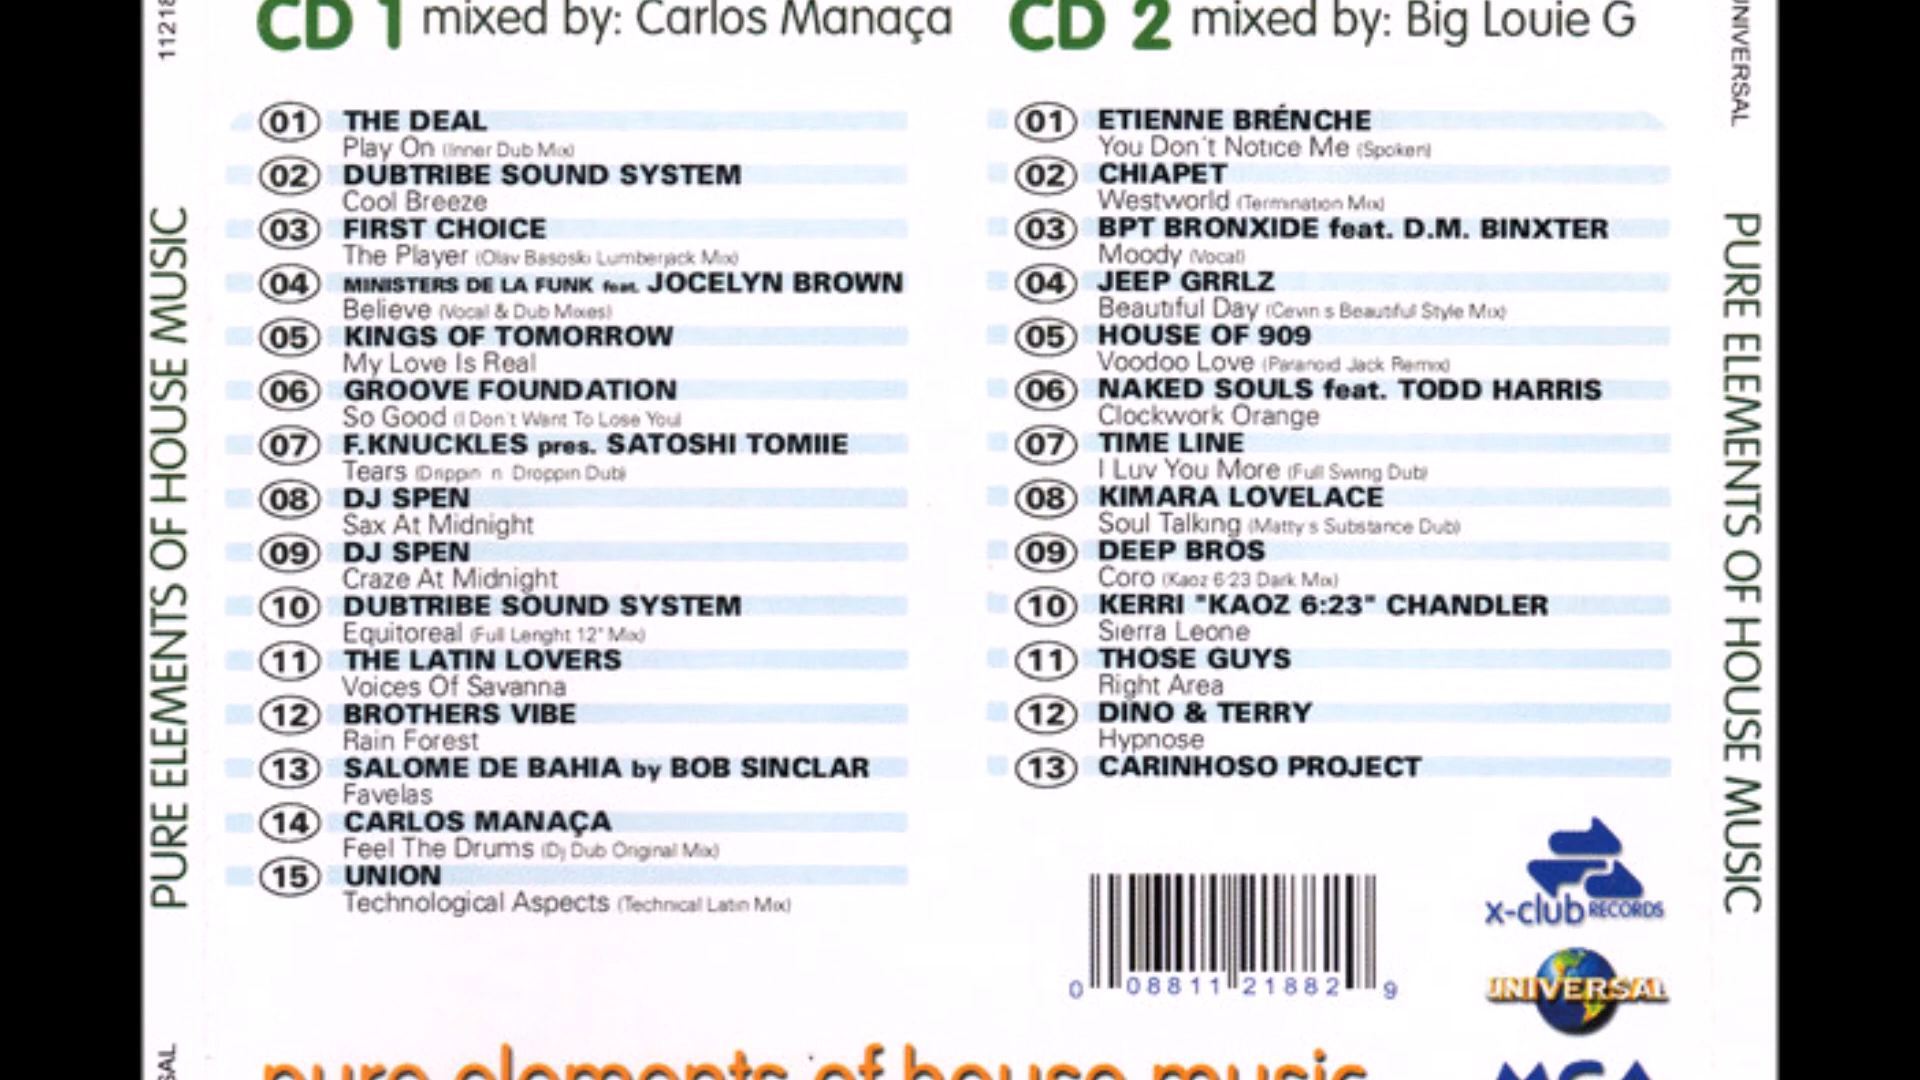 CD 1 mixed by: Carlos Manaça
01 THE DEAL
Play On (Inner Dub Mix)
02 DUBTRIBE SOUND SYSTEM
Cool Breeze
03 FIRST CHOICE
The Player (Olav Basoski Lumberjack Mix)
04 MINISTERS DE LA FUNK feat. JOCELYN BROWN
Believe (Vocal & Dub Mixes)
05 KINGS OF TOMORROW
My Love Is Real
06 GROOVE FOUNDATION
So Good (I Don't Want To Lose You)
07 F.KNUCKLES pres. SATOSHI TOMIIE
Tears (Drippin n Droppin Dub)
08 DJ SPEN
Sax At Midnight
09 DJ SPEN
Craze At Midnight
10 DUBTRIBE SOUND SYSTEM
Equitoreal (Full Lenght 12" Mix)
11 THE LATIN LOVERS
Voices Of Savanna
12 BROTHERS VIBE
Rain Forest
13 SALOME DE BAHIA by BOB SINCLAR
Favelas
14 CARLOS MANAÇA
Feel The Drums (Dj Dub Original Mix)
15 UNION
Technological Aspects (Technical Latin Mix)
CD 2 mixed by: Big Louie G
01 ETIENNE BRÉNCHE
You Don´t Notice Me (Spoken)
02 CHIAPET
Westworld (Termination Mix)
03 BPT BRONXIDE feat. D.M. BINXTER
Moody (Vocal)
04 JEEP GRRLZ
Beautiful Day (Cevin s Beautiful Style Mix)
05 HOUSE OF 909
Voodoo Love (Paranoid Jack Remix)
06 NAKED SOULS feat. TODD HARRIS
Clockwork Orange
07 TIME LINE
I Luv You More (Full Swing Dub)
08 KIMARA LOVELACE
Soul Talking (Matty s Substance Dub)
09 DEEP BROS
Coro (Kaoz 6:23 Dark Mix)
10 KERRI "KAOZ 6:23" CHANDLER
Sierra Leone
11 THOSE GUYS
Right Area
12 DINO & TERRY
Hypnose
13 CARINHOSO PROJECT
x-club RECORDS
0 08811 21882 9
UNIVERSAL
MCA
pure elements of house music
PURE ELEMENTS OF HOUSE MUSIC
PURE ELEMENTS OF HOUSE MUSIC